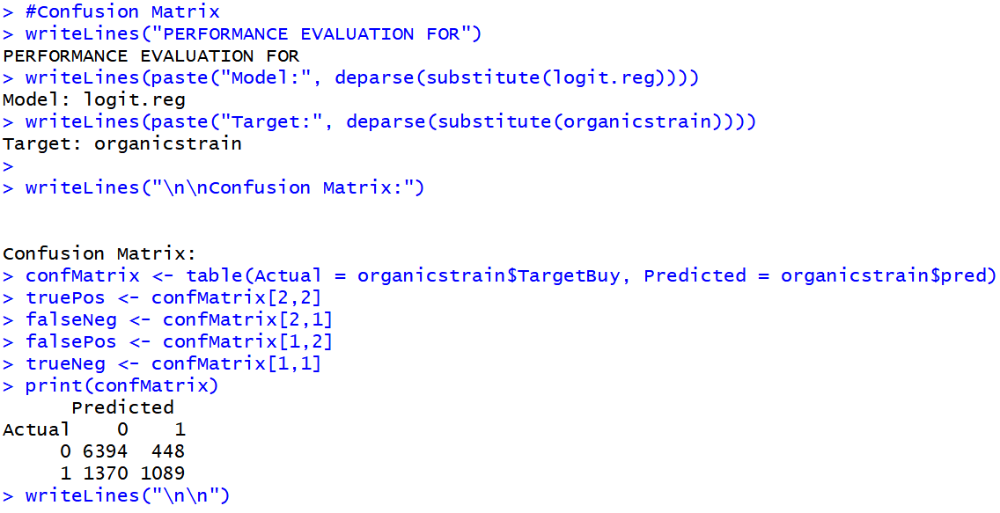 > #Confusion Matrix
> writeLines("PERFORMANCE EVALUATION FOR")
PERFORMANCE EVALUATION FOR
> writeLines(paste("Model:", deparse(substitute(logit.reg))))
Model: logit.reg
> writeLines(paste("Target:", deparse(substitute(organicstrain))))
Target: organicstrain
>
> writeLines("\n\nConfusion Matrix:")
Confusion Matrix:
> confMatrix <- table(Actual = organicstrain$TargetBuy, Predicted = organicstrain$pred)
> truePos <- confMatrix[2,2]
> falseNeg <- confMatrix[2,1]
> falsePos <- confMatrix[1,2]
> trueNeg <- confMatrix[1,1]
> print(confMatrix)
      Predicted
Actual    0    1
     0 6394  448
     1 1370 1089
> writeLines("\n\n")